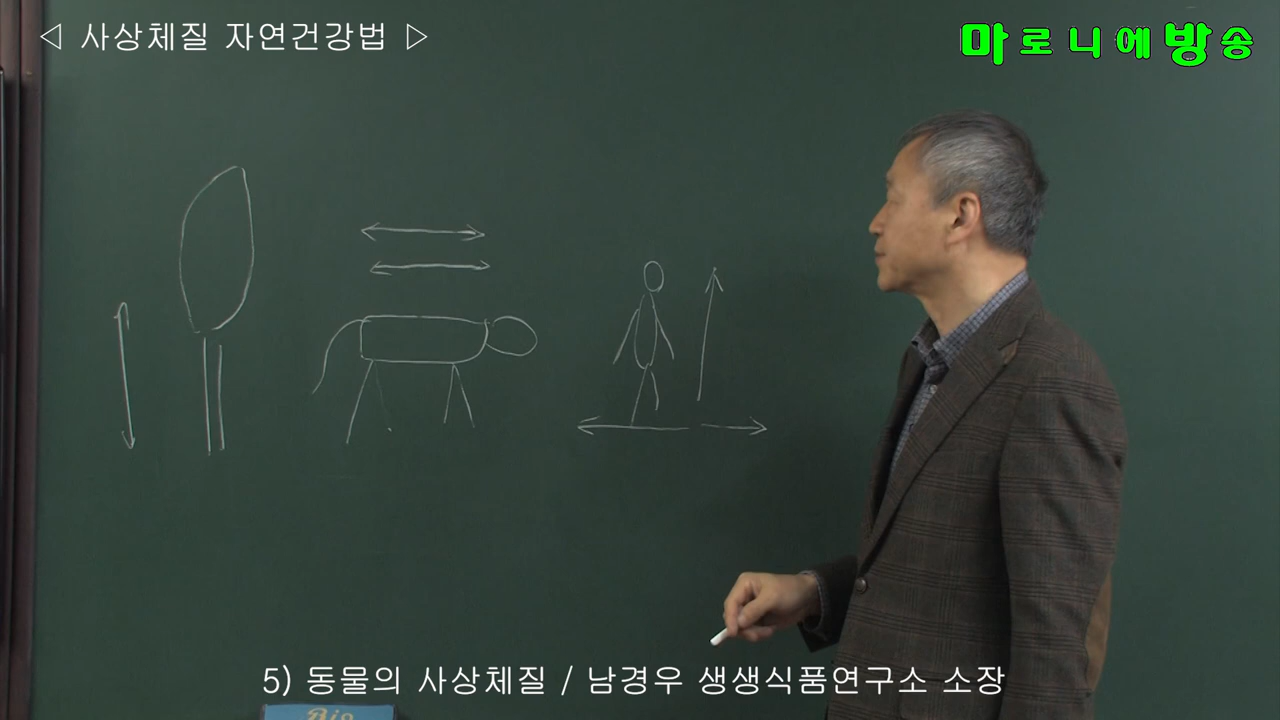 ◁ 사상체질 자연건강법 ▷
마로니에방송
5) 동물의 사상체질 / 남경우 생생식품연구소 소장
Bio